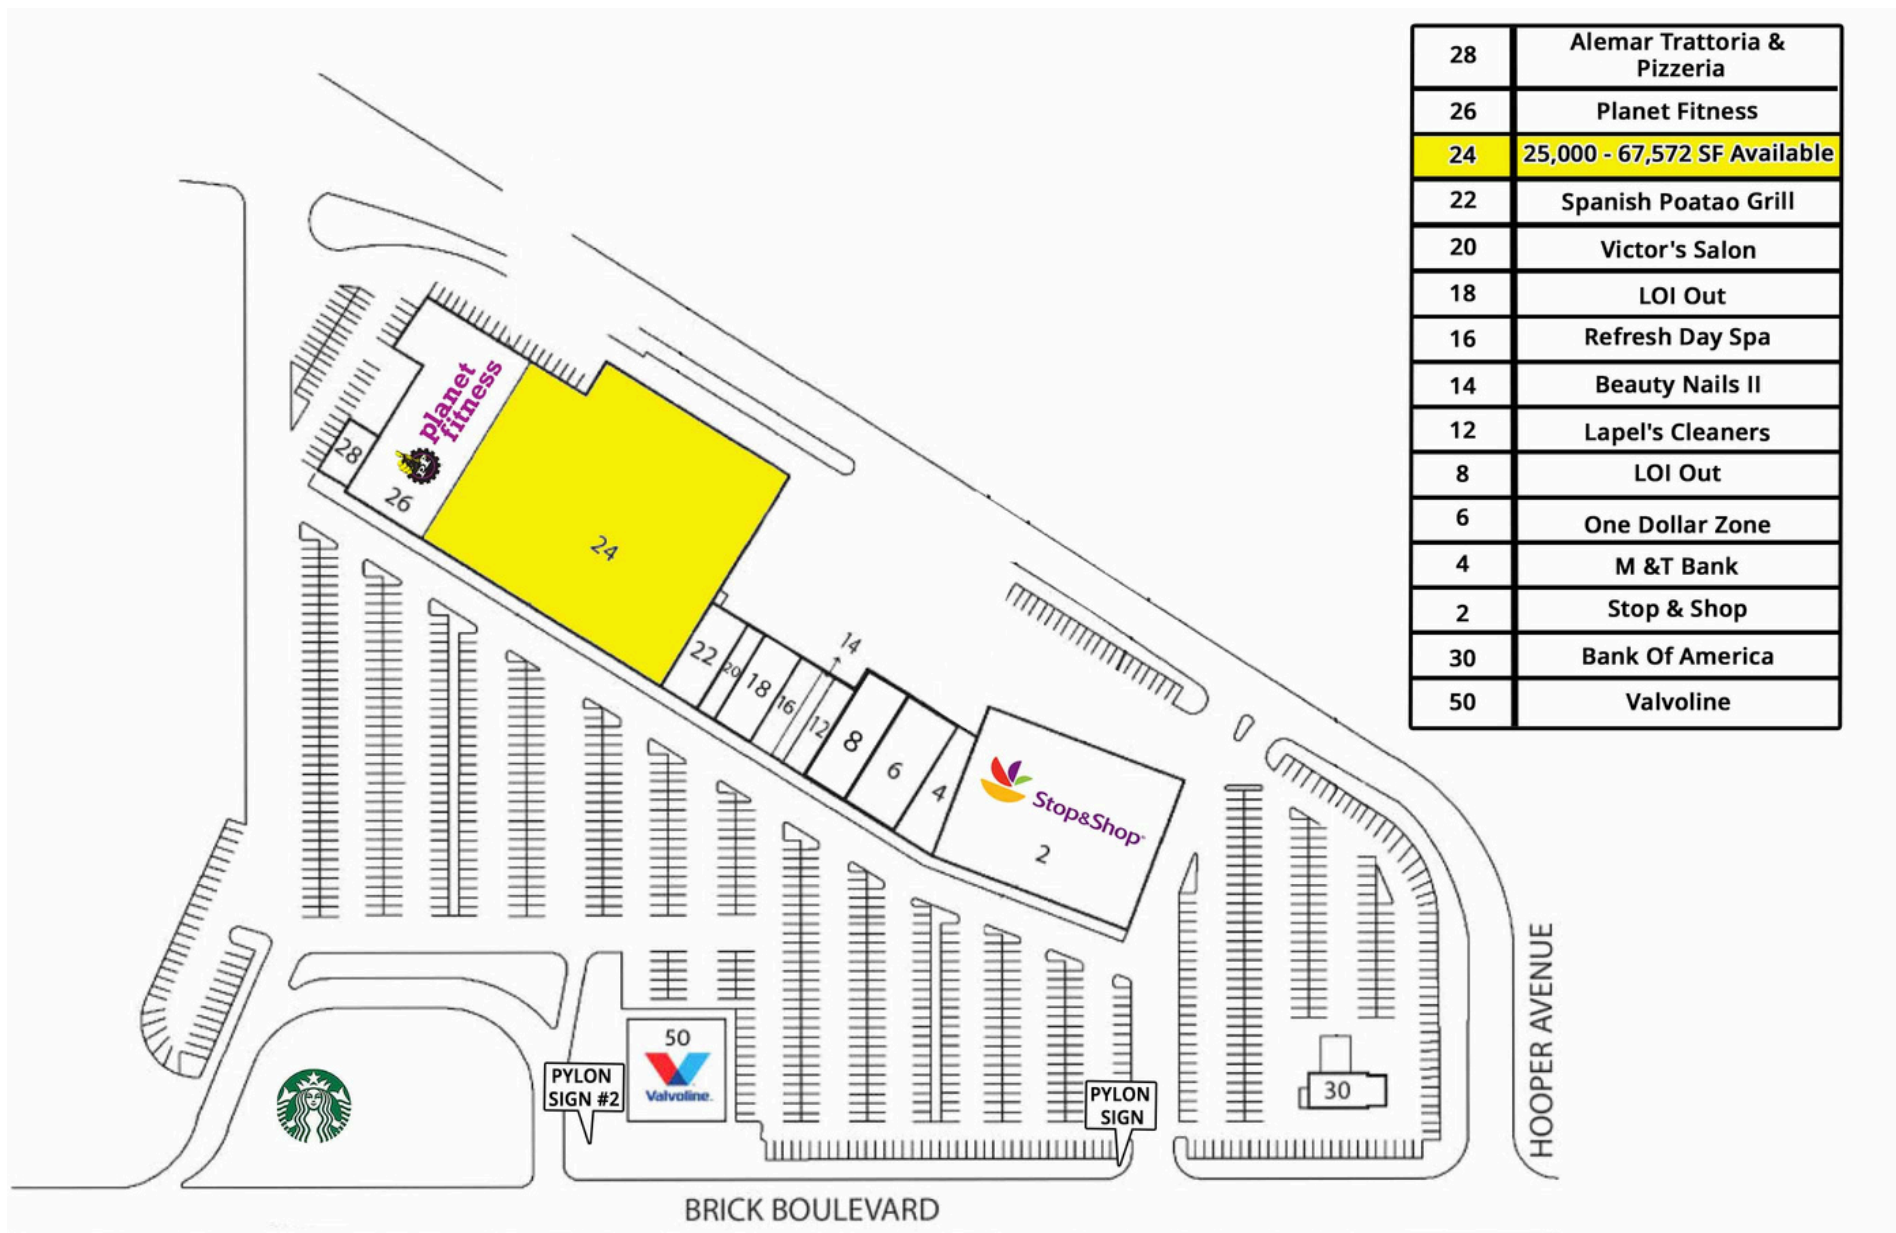 28 Alemar Trattoria &
Pizzeria
26 Planet Fitness
24 25,000 - 67,572 SF Available
22 Spanish Poatao Grill
20 Victor's Salon
18 LOI Out
16 Refresh Day Spa
14 Beauty Nails II
12 Lapel's Cleaners
8 LOI Out
6 One Dollar Zone
4 M &T Bank
2 Stop & Shop
30 Bank Of America
50 Valvoline
planet
fitness
28
26
24
22
20
18
16
14
12
8
6
4
Stop&Shop
2
50
Valvoline
PYLON
SIGN #2
PYLON
SIGN
30
HOOPER AVENUE
BRICK BOULEVARD